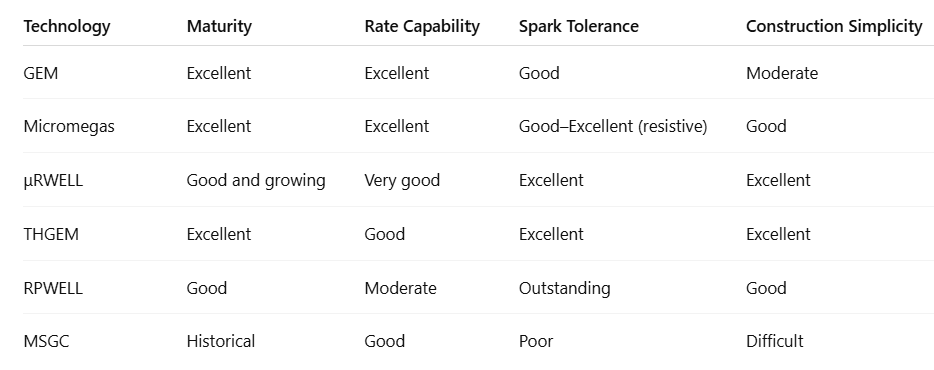 Technology Maturity Rate Capability Spark Tolerance Construction Simplicity
GEM Excellent Excellent Good Moderate
Micromegas Excellent Excellent Good–Excellent (resistive) Good
µRWELL Good and growing Very good Excellent Excellent
THGEM Excellent Good Excellent Excellent
RPWELL Good Moderate Outstanding Good
MSGC Historical Good Poor Difficult